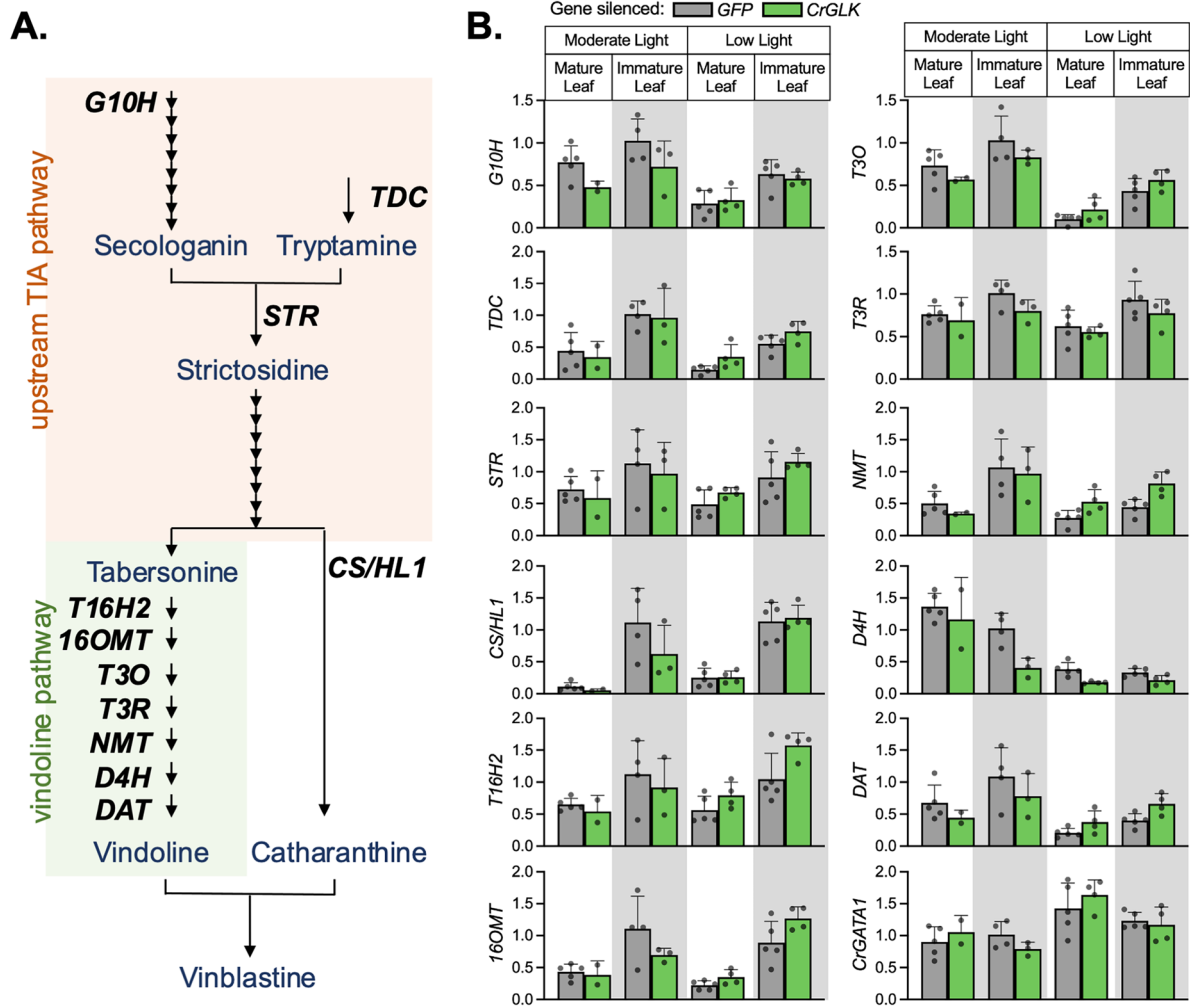 A.
G10H
TDC
Secologanin
Tryptamine
STR
Strictosidine
upstream TIA pathway
CS/HL1
Tabersonine
T16H2
16OMT
T3O
T3R
NMT
D4H
DAT
vindoline pathway
Vindoline
Catharanthine
Vinblastine
B.
Gene silenced: GFP CrGLK
Moderate Light Low Light
Mature Leaf Immature Leaf Mature Leaf Immature Leaf
G10H
1.5
1.0
0.5
0.0
TDC
2.0
1.5
1.0
0.5
0.0
STR
2.0
1.5
1.0
0.5
0.0
CS/HL1
2.0
1.5
1.0
0.5
0.0
T16H2
2.0
1.5
1.0
0.5
0.0
16OMT
2.0
1.5
1.0
0.5
0.0
Moderate Light Low Light
Mature Leaf Immature Leaf Mature Leaf Immature Leaf
T3O
1.5
1.0
0.5
0.0
T3R
1.5
1.0
0.5
0.0
NMT
2.0
1.5
1.0
0.5
0.0
D4H
2.0
1.5
1.0
0.5
0.0
DAT
2.0
1.5
1.0
0.5
0.0
CrGATA1
2.0
1.5
1.0
0.5
0.0